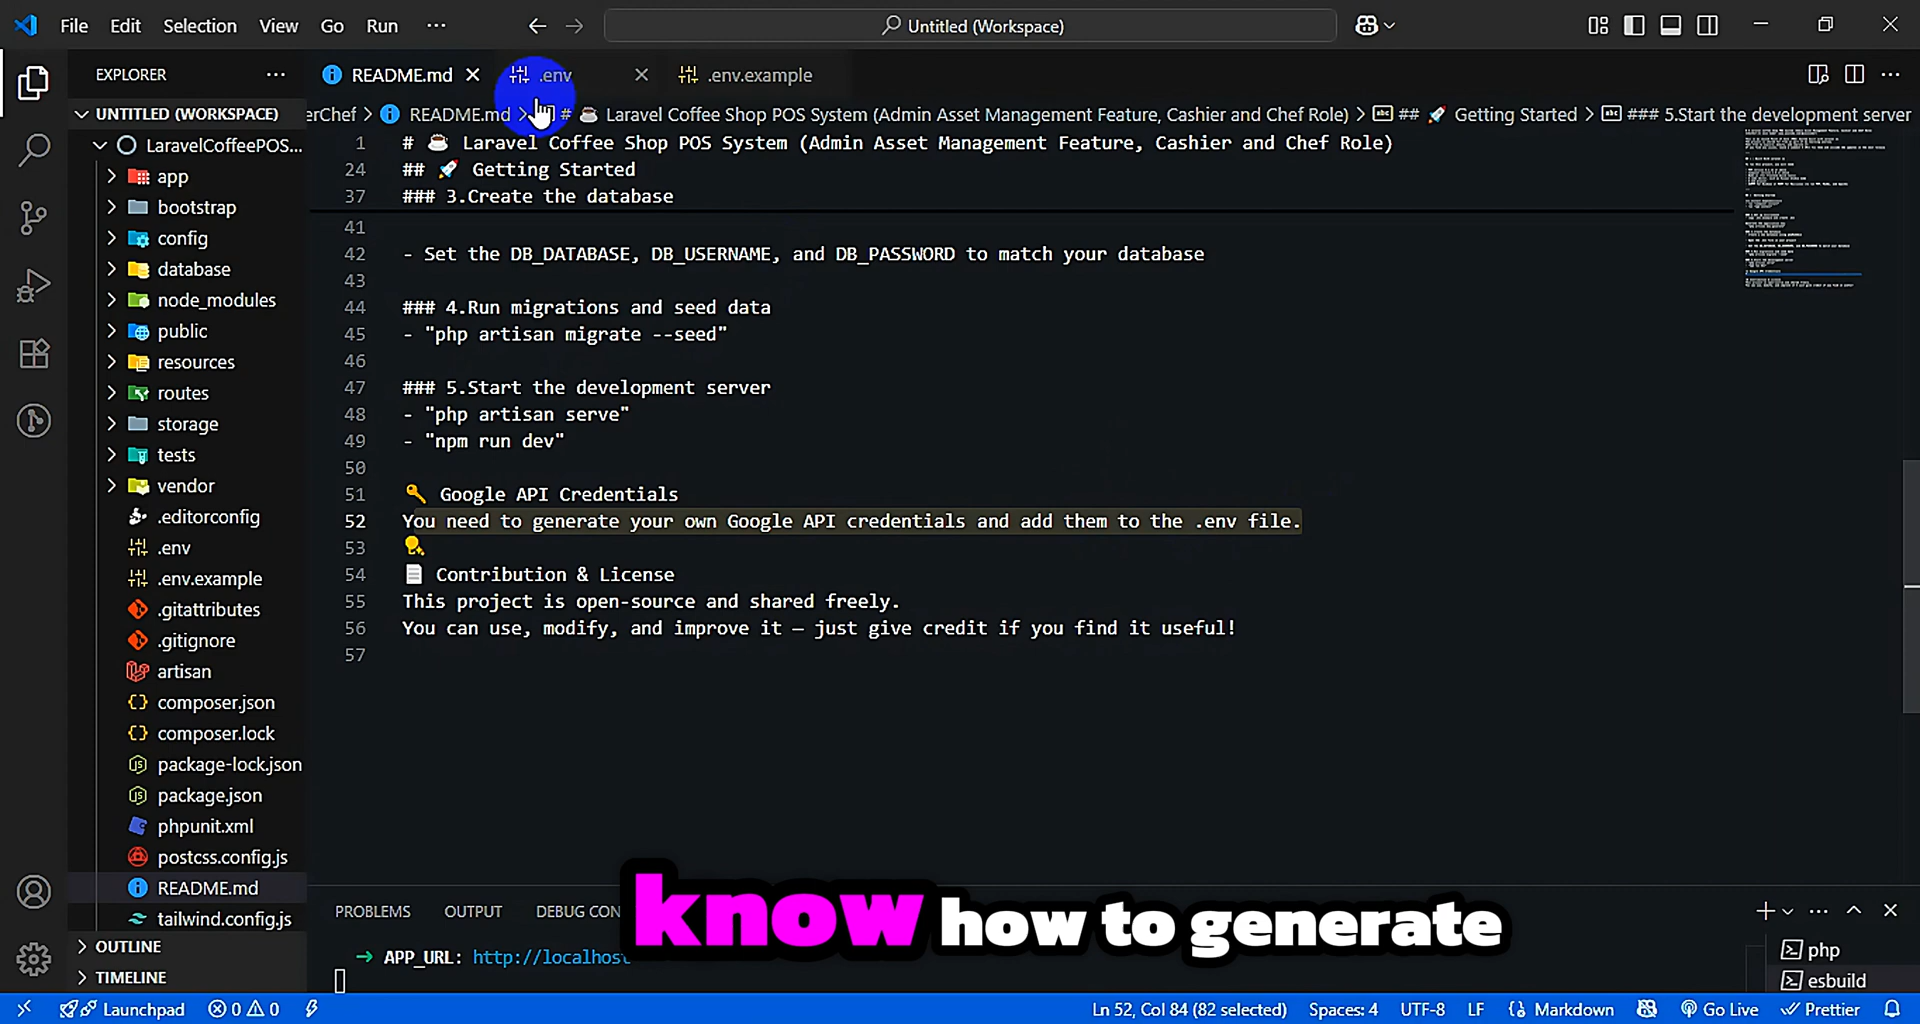 File Edit Selection View Go Run ··· Untitled (Workspace)
EXPLORER ···
README.md .env .env.example
UNTITLED (WORKSPACE)
erChef > README.md > # Laravel Coffee Shop POS System (Admin Asset Management Feature, Cashier and Chef Role) > ## 🚀 Getting Started > ### 5.Start the development server
LaravelCoffeePOS...
app
bootstrap
config
database
node_modules
public
resources
routes
storage
tests
vendor
.editorconfig
.env
.env.example
.gitattributes
.gitignore
artisan
composer.json
composer.lock
package-lock.json
package.json
phpunit.xml
postcss.config.js
README.md
tailwind.config.js
OUTLINE
TIMELINE
1 # ☕ Laravel Coffee Shop POS System (Admin Asset Management Feature, Cashier and Chef Role)
24 ## 🚀 Getting Started
37 ### 3.Create the database
41
42 - Set the DB_DATABASE, DB_USERNAME, and DB_PASSWORD to match your database
43
44 ### 4.Run migrations and seed data
45 - "php artisan migrate --seed"
46
47 ### 5.Start the development server
48 - "php artisan serve"
49 - "npm run dev"
50
51 🔑 Google API Credentials
52 You need to generate your own Google API credentials and add them to the .env file.
53
54 📄 Contribution & License
55 This project is open-source and shared freely.
56 You can use, modify, and improve it — just give credit if you find it useful!
57
PROBLEMS OUTPUT DEBUG CON
know how to generate
→ APP_URL: http://localhost
php
esbuild
Launchpad 0 0 Ln 52, Col 84 (82 selected) Spaces: 4 UTF-8 LF Markdown Go Live Prettier